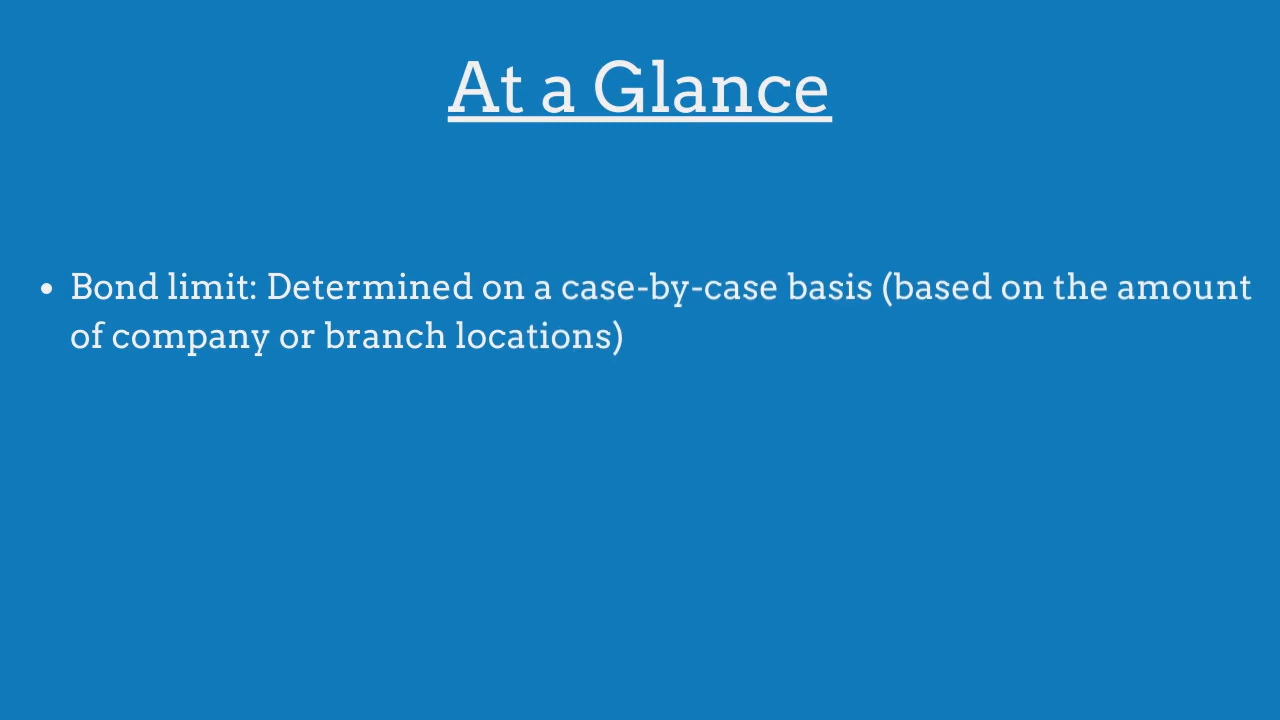 At a Glance
• Bond limit: Determined on a case-by-case basis (based on the amount
of company or branch locations)